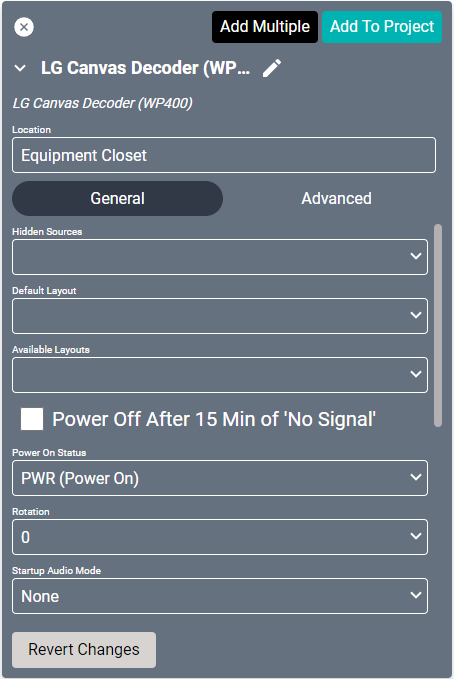 Add Multiple
Add To Project
LG Canvas Decoder (WP...
LG Canvas Decoder (WP400)
Location
Equipment Closet
General
Advanced
Hidden Sources
Default Layout
Available Layouts
Power Off After 15 Min of 'No Signal'
Power On Status
PWR (Power On)
Rotation
0
Startup Audio Mode
None
Revert Changes